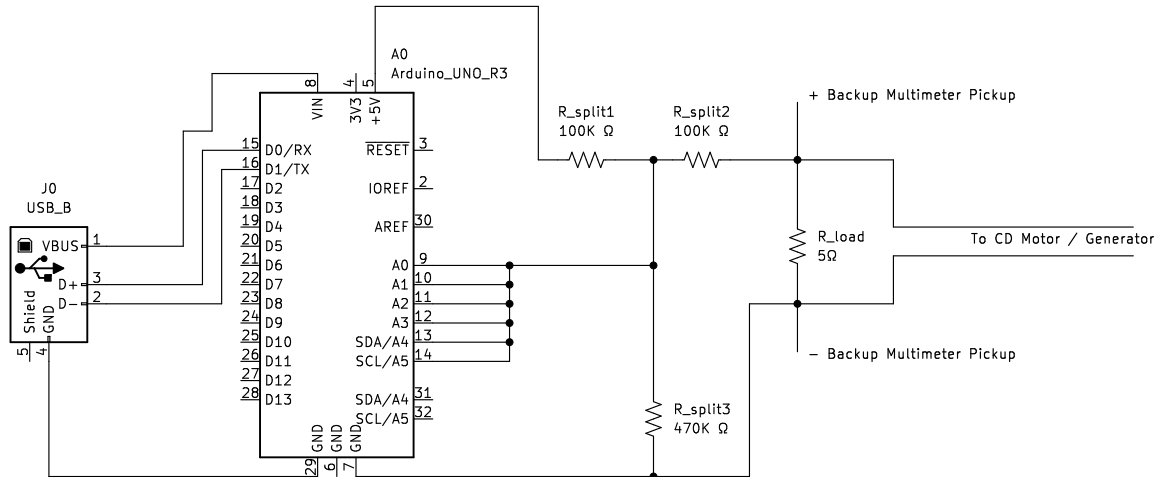 A0
Arduino_UNO_R3
8
VIN
4
3V3
5
+5V
15 D0/RX
16 D1/TX
17 D2
18 D3
19 D4
20 D5
21 D6
22 D7
23 D8
24 D9
25 D10
26 D11
27 D12
28 D13
RESET 3
IOREF 2
AREF 30
A0 9
A1 10
A2 11
A3 12
SDA/A4 13
SCL/A5 14
SDA/A4 31
SCL/A5 32
GND 29
GND 6
GND 7
J0
USB_B
VBUS 1
D+ 3
D- 2
Shield 5
GND 4
R_split1
100K Ω
R_split2
100K Ω
+ Backup Multimeter Pickup
R_load
5Ω
To CD Motor / Generator
- Backup Multimeter Pickup
R_split3
470K Ω